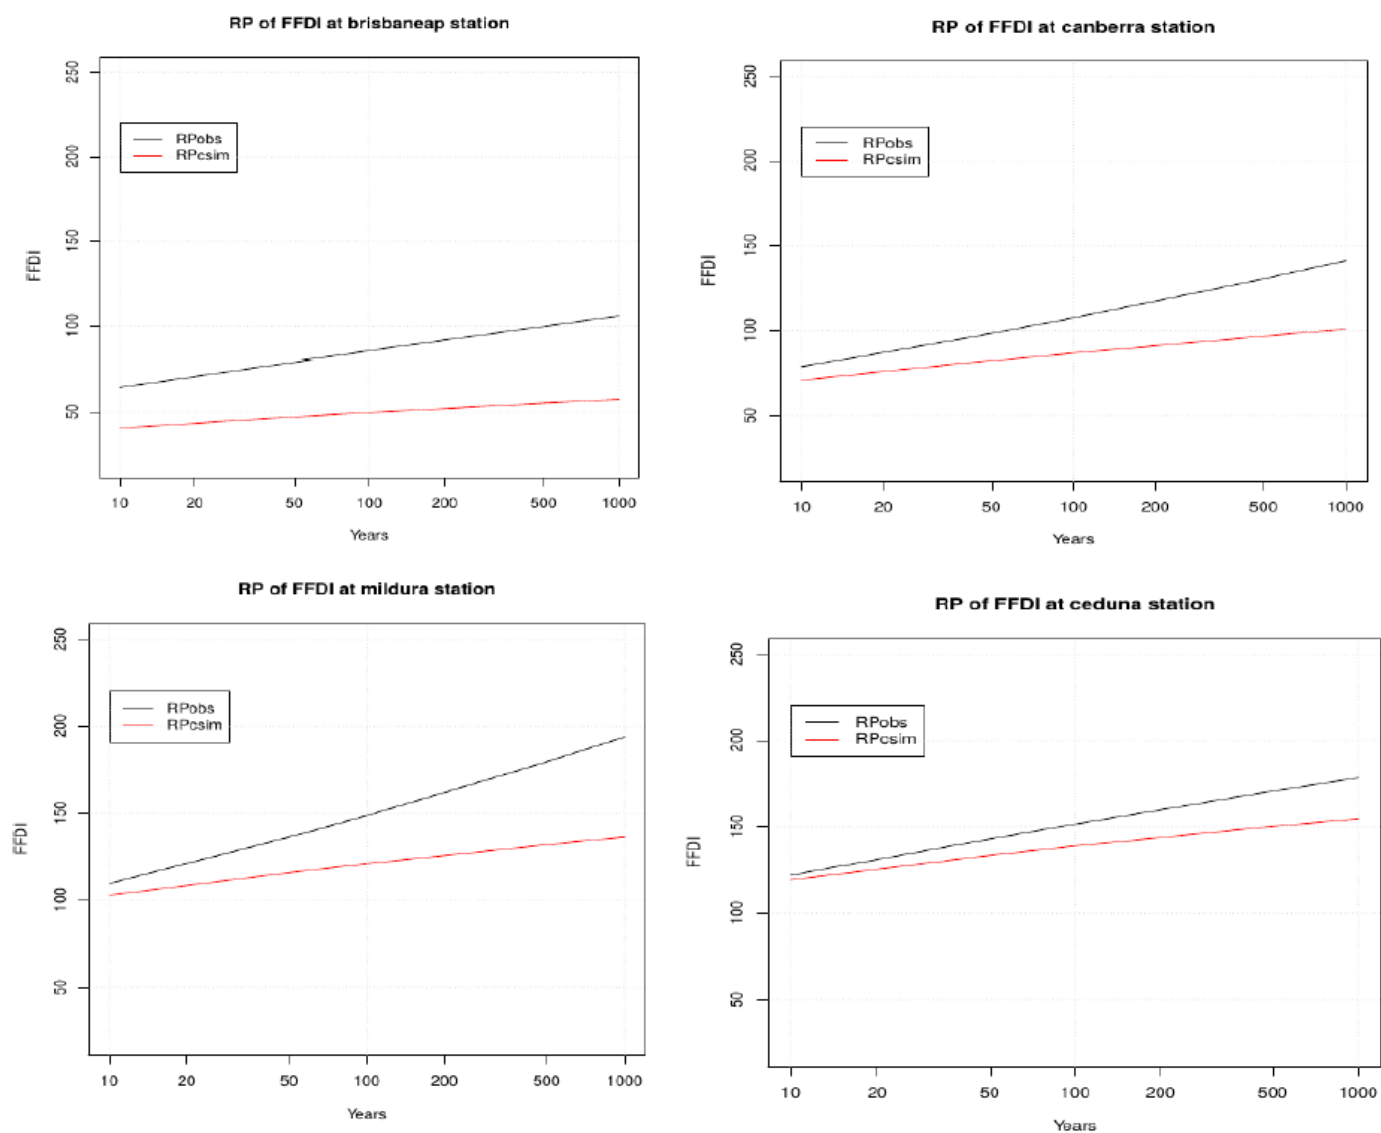 RP of FFDI at brisbaneap station
250
200
150
100
50
FFDI
RPobs
RPcsim
10 20 50 100 200 500 1000
Years
RP of FFDI at canberra station
250
200
150
100
50
FFDI
RPobs
RPcsim
10 20 50 100 200 500 1000
Years
RP of FFDI at mildura station
250
200
150
100
50
FFDI
RPobs
RPcsim
10 20 50 100 200 500 1000
Years
RP of FFDI at ceduna station
250
200
150
100
50
FFDI
RPobs
RPcsim
10 20 50 100 200 500 1000
Years